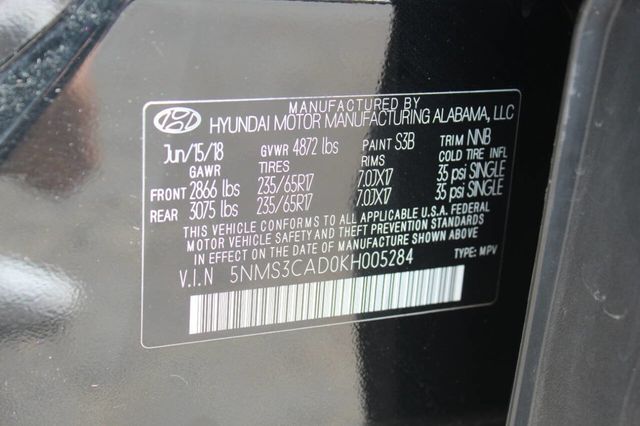 MANUFACTURED BY
HYUNDAI MOTOR MANUFACTURING ALABAMA, LLC
Jun/15/18 GVWR 4872 lbs PAINT S3B TRIM NNB
GAWR TIRES RIMS COLD TIRE INFL
FRONT 2866 lbs 235/65R17 7.0JX17 35 psi SINGLE
REAR 3075 lbs 235/65R17 7.0JX17 35 psi SINGLE
THIS VEHICLE CONFORMS TO ALL APPLICABLE U.S.A. FEDERAL
MOTOR VEHICLE SAFETY AND THEFT PREVENTION STANDARDS
IN EFFECT ON THE DATE OF MANUFACTURE SHOWN ABOVE.
V.I.N 5NMS3CAD0KH005284 TYPE: MPV